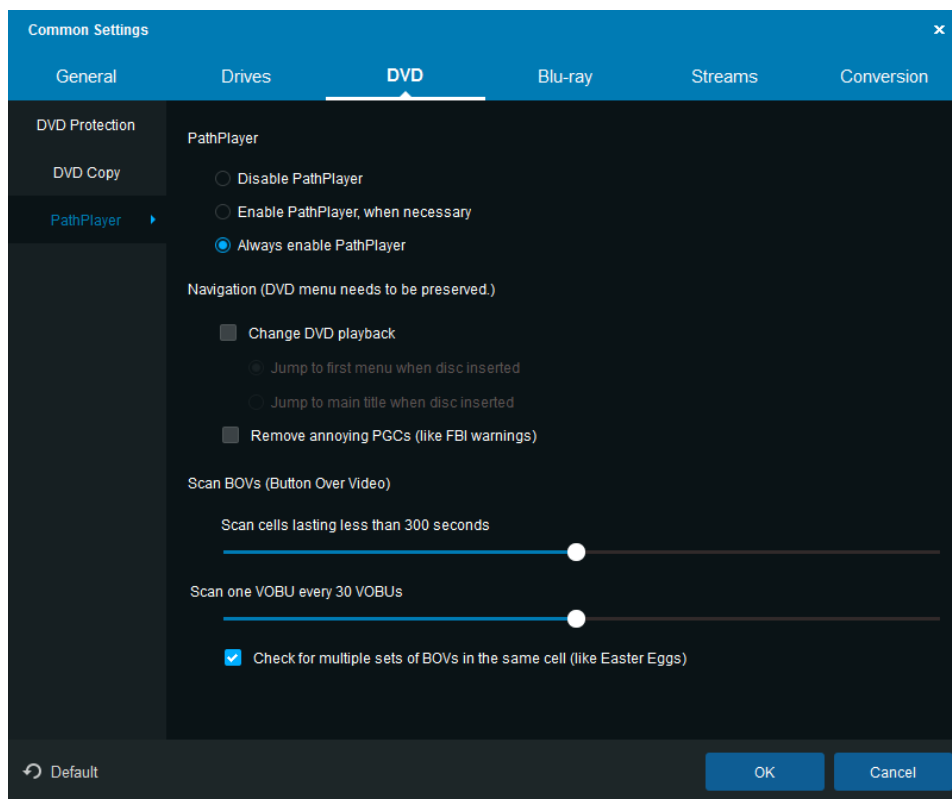 Common Settings
General Drives DVD Blu-ray Streams Conversion
DVD Protection
DVD Copy
PathPlayer
PathPlayer
Disable PathPlayer
Enable PathPlayer, when necessary
Always enable PathPlayer
Navigation (DVD menu needs to be preserved.)
Change DVD playback
Jump to first menu when disc inserted
Jump to main title when disc inserted
Remove annoying PGCs (like FBI warnings)
Scan BOVs (Button Over Video)
Scan cells lasting less than 300 seconds
Scan one VOBU every 30 VOBUs
Check for multiple sets of BOVs in the same cell (like Easter Eggs)
Default OK Cancel